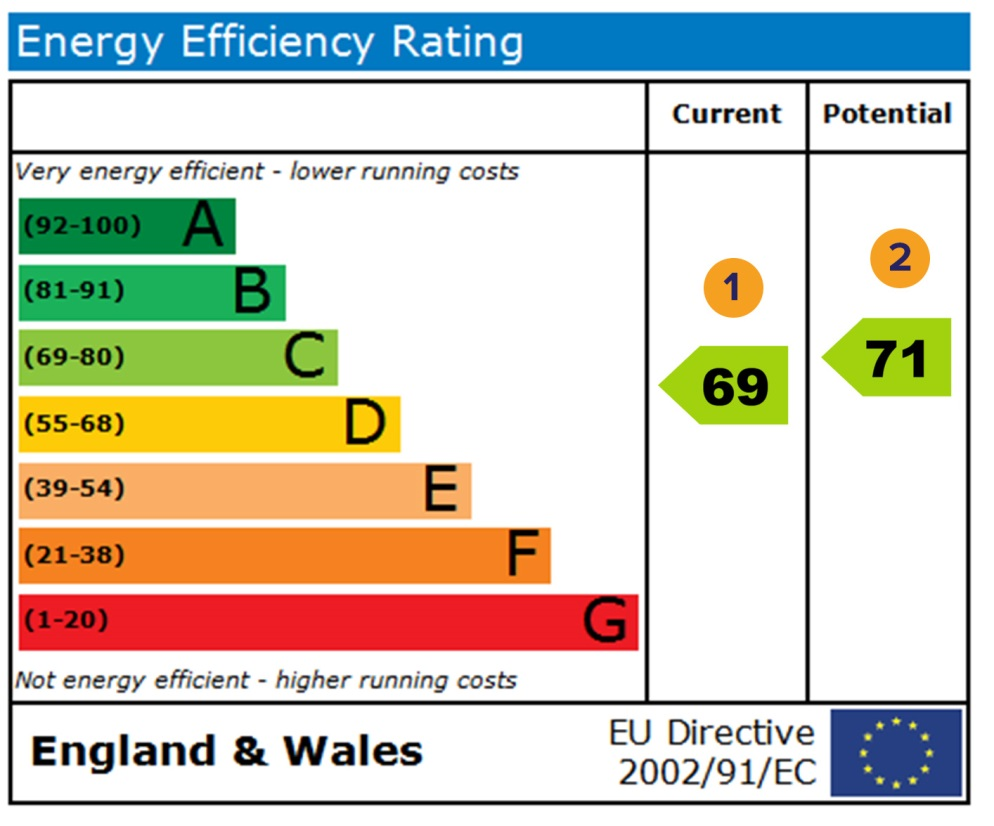 Energy Efficiency Rating
Current Potential
Very energy efficient - lower running costs
(92-100) A
(81-91) B
(69-80) C
(55-68) D
(39-54) E
(21-38) F
(1-20) G
1
2
69
71
Not energy efficient - higher running costs
England & Wales
EU Directive
2002/91/EC